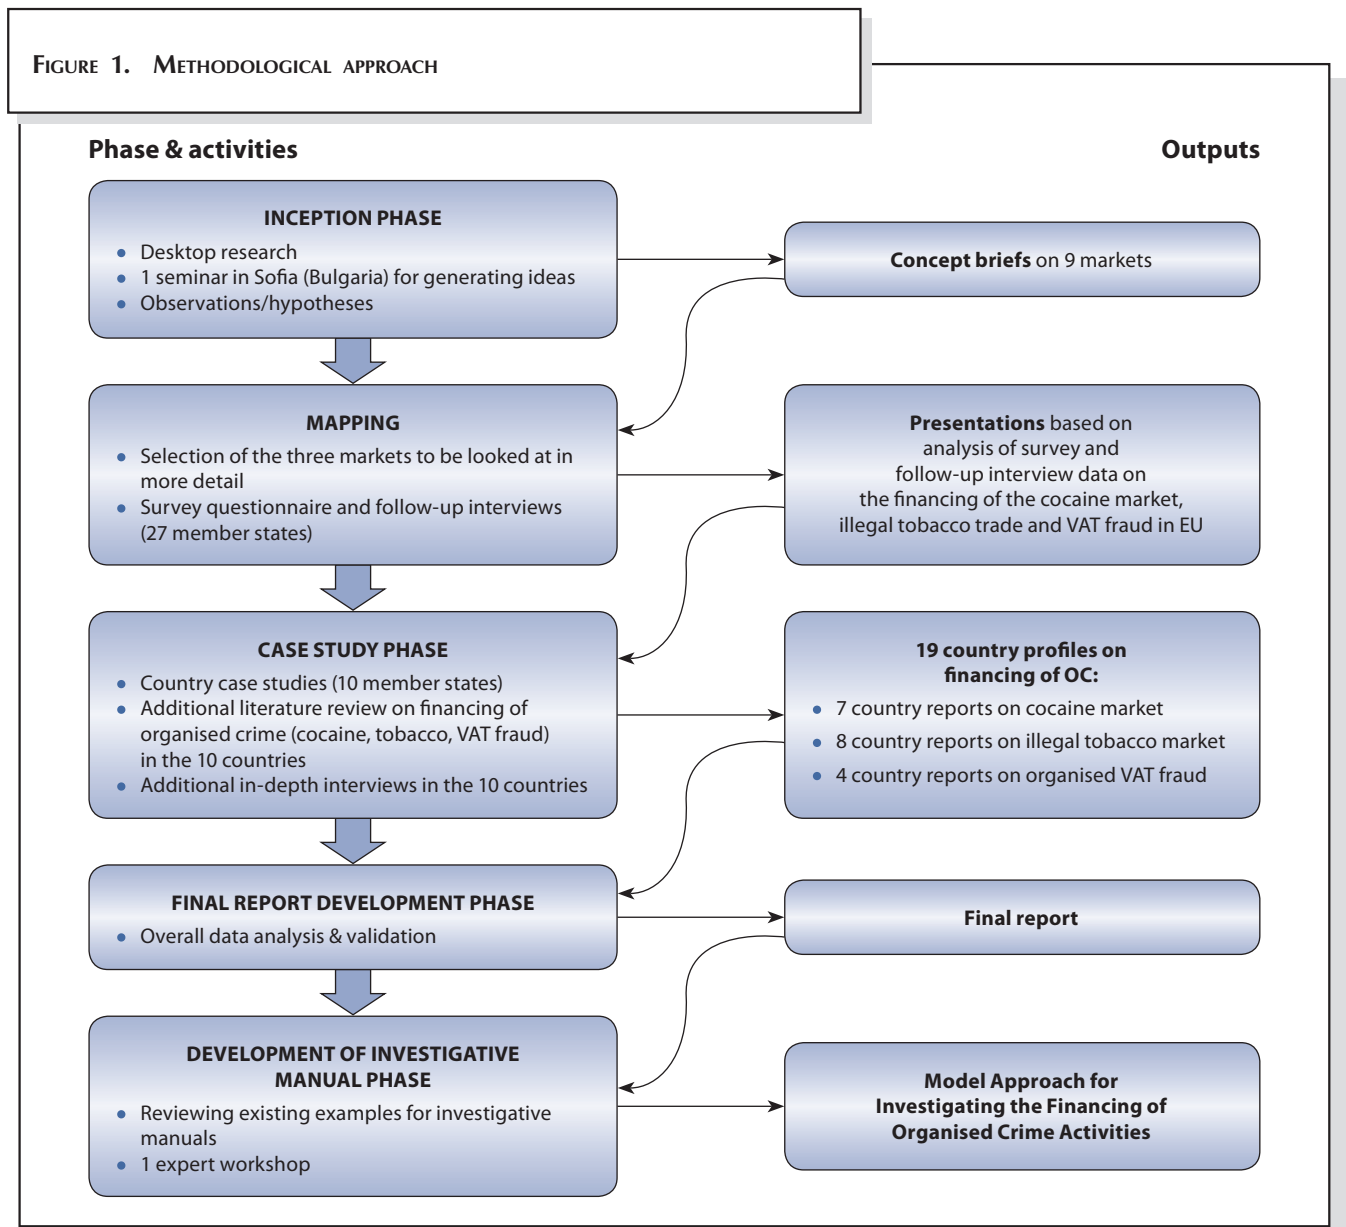 FIGURE 1. METHODOLOGICAL APPROACH
Phase & activities
Outputs
INCEPTION PHASE
• Desktop research
• 1 seminar in Sofia (Bulgaria) for generating ideas
• Observations/hypotheses
Concept briefs on 9 markets
MAPPING
• Selection of the three markets to be looked at in
more detail
• Survey questionnaire and follow-up interviews
(27 member states)
Presentations based on
analysis of survey and
follow-up interview data on
the financing of the cocaine market,
illegal tobacco trade and VAT fraud in EU
CASE STUDY PHASE
• Country case studies (10 member states)
• Additional literature review on financing of
organised crime (cocaine, tobacco, VAT fraud)
in the 10 countries
• Additional in-depth interviews in the 10 countries
19 country profiles on
financing of OC:
• 7 country reports on cocaine market
• 8 country reports on illegal tobacco market
• 4 country reports on organised VAT fraud
FINAL REPORT DEVELOPMENT PHASE
• Overall data analysis & validation
Final report
DEVELOPMENT OF INVESTIGATIVE
MANUAL PHASE
• Reviewing existing examples for investigative
manuals
• 1 expert workshop
Model Approach for
Investigating the Financing of
Organised Crime Activities